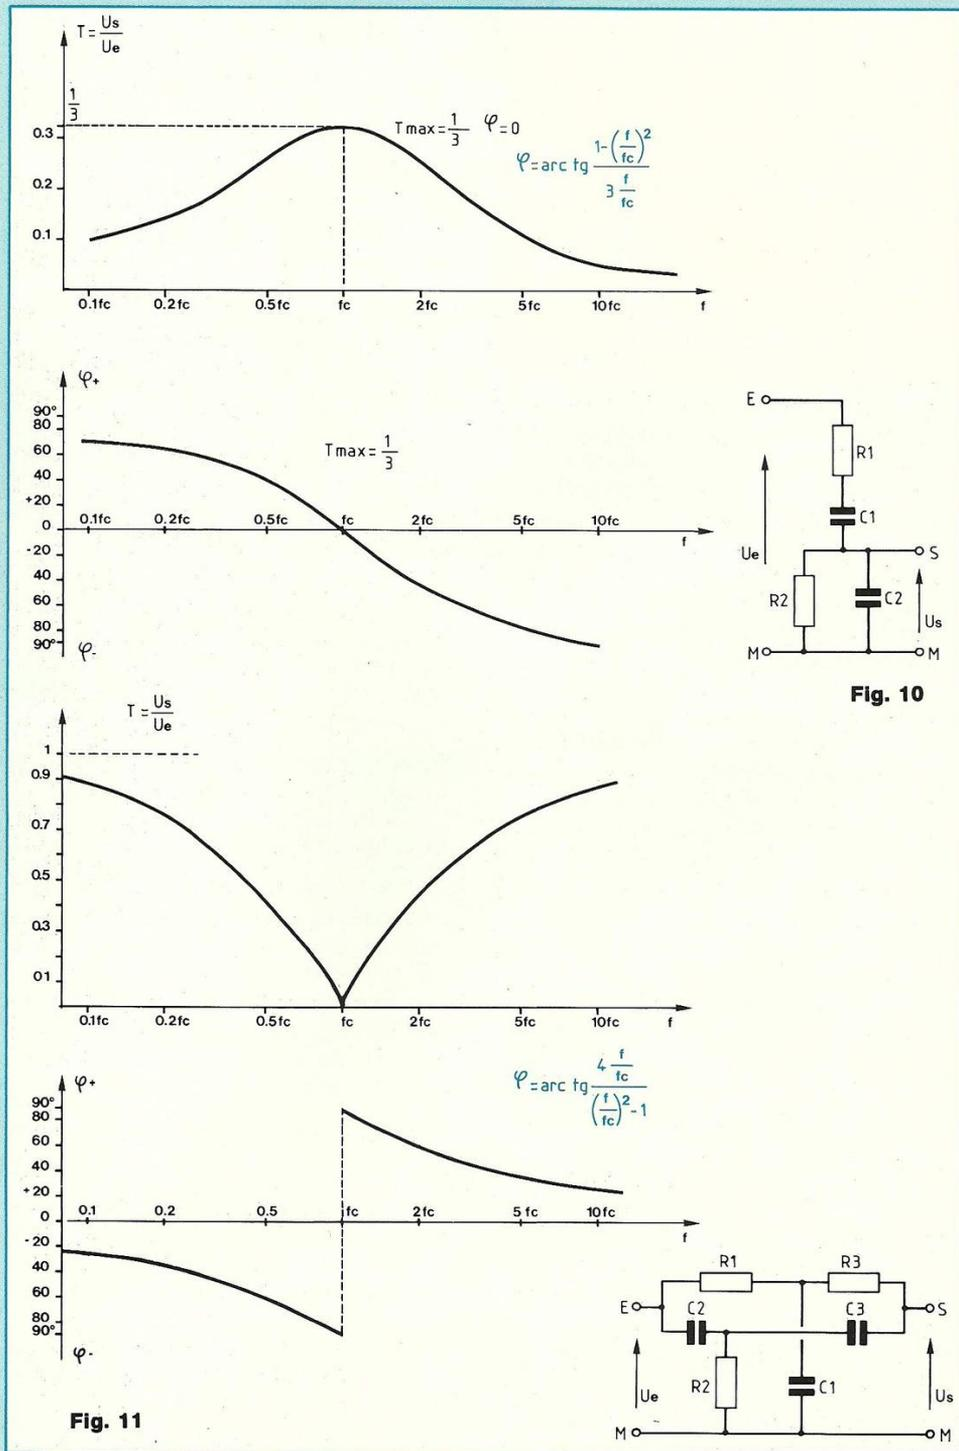 T = Us/Ue
1/3
0.3
0.2
0.1
Tmax = 1/3 φ = 0
φ = arc tg (1-(f/fc)²)/(3 f/fc)
0.1fc 0.2fc 0.5fc fc 2fc 5fc 10fc f
φ+
90°
80
60
40
+20
0
-20
40
60
80
90°
φ-
Tmax = 1/3
0.1fc 0.2fc 0.5fc fc 2fc 5fc 10fc
f
E
R1
C1
Ue
S
R2
C2
Us
M
M
Fig. 10
T = Us/Ue
1
0.9
0.7
0.5
0.3
01
0.1fc 0.2fc 0.5fc fc 2fc 5fc 10fc f
φ+
90°
80
60
40
+20
0
-20
40
60
80
90°
φ-
φ = arc tg (4 f/fc)/((f/fc)²-1)
0.1 0.2 0.5 fc 2fc 5fc 10fc
f
R1
R3
E
C2
C3
S
Ue
R2
C1
Us
M
M
Fig. 11